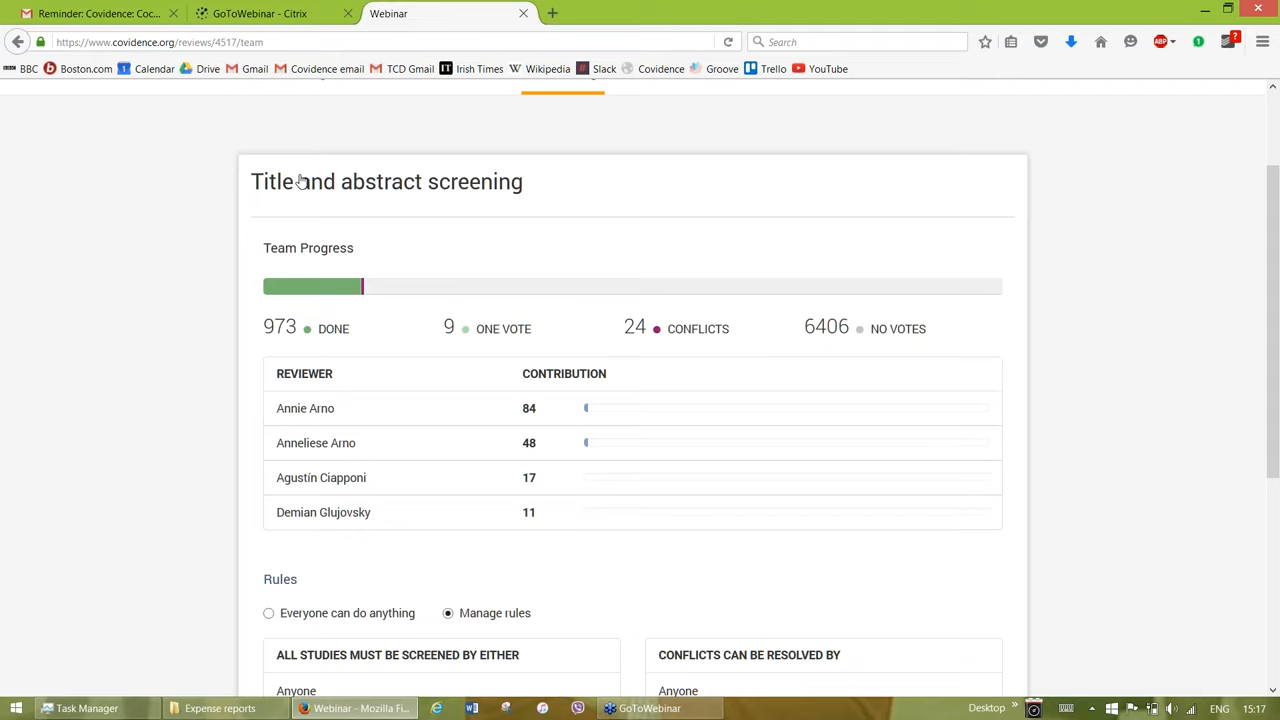 Reminder: Covidence: Coc...
GoToWebinar - Citrix
Webinar
https://www.covidence.org/reviews/4517/team
Search
ABP
1
?
BBC
Boston.com
1 Calendar
Drive
Gmail
Covidence email
TCD Gmail
IT Irish Times
W Wikipedia
Slack
Covidence
Groove
Trello
YouTube
Title and abstract screening
Team Progress
973 DONE
9 ONE VOTE
24 CONFLICTS
6406 NO VOTES
REVIEWER CONTRIBUTION
Annie Arno 84
Anneliese Arno 48
Agustín Ciapponi 17
Demian Glujovsky 11
Rules
Everyone can do anything
Manage rules
ALL STUDIES MUST BE SCREENED BY EITHER
CONFLICTS CAN BE RESOLVED BY
Anyone
Anyone
Task Manager
Expense reports
Webinar - Mozilla Fi...
GoToWebinar
Desktop
ENG
15:17